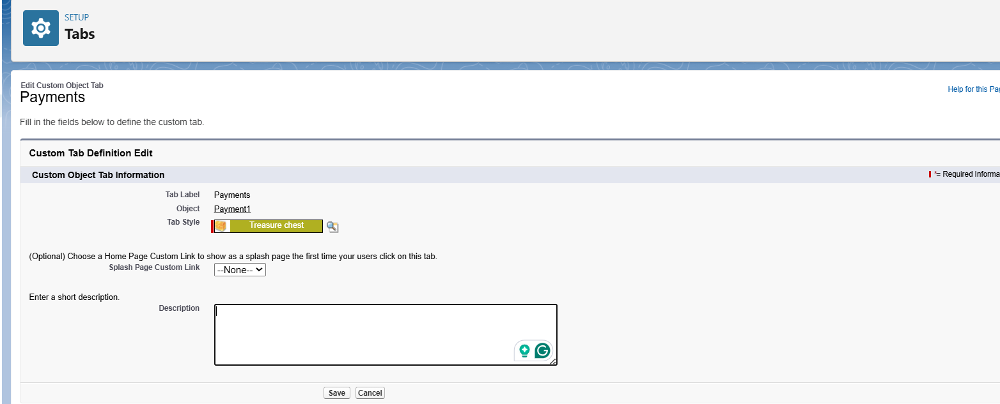 SETUP
Tabs
Edit Custom Object Tab
Payments
Help for this Pag
Fill in the fields below to define the custom tab.
Custom Tab Definition Edit
Custom Object Tab Information
*= Required Informa
Tab Label Payments
Object Payment1
Tab Style Treasure chest
(Optional) Choose a Home Page Custom Link to show as a splash page the first time your users click on this tab.
Splash Page Custom Link --None--
Enter a short description.
Description
Save Cancel